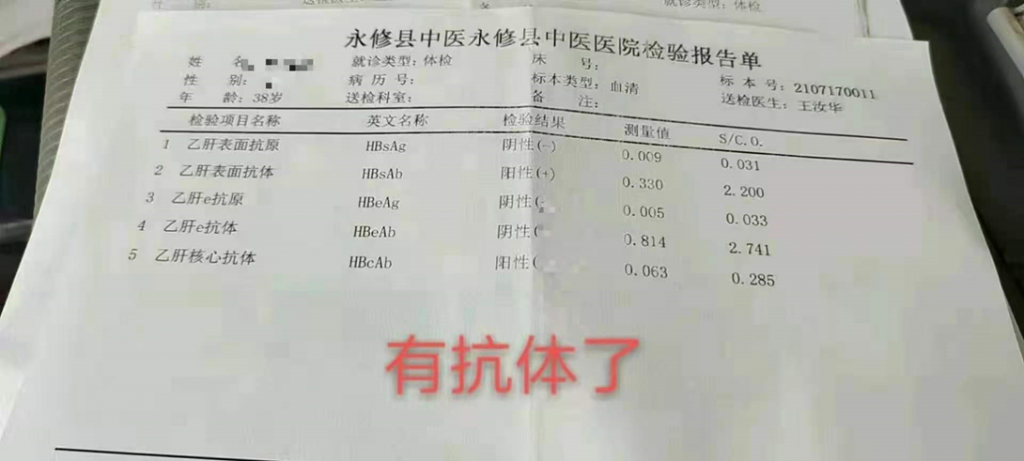 永修县中医永修县中医医院检验报告单
姓 名: 就诊类型: 体检 床 号:
性 别: 病 历 号: 标本类型: 血清 标 本 号: 2107170011
年 龄: 38岁 送检科室: 备 注: 送检医生: 王汝华
检验项目名称 英文名称 检验结果 测量值 S/C.O.
1 乙肝表面抗原 HBsAg 阴性(-) 0.009 0.031
2 乙肝表面抗体 HBsAb 阳性(+) 0.330 2.200
3 乙肝e抗原 HBeAg 阴性( 0.005 0.033
4 乙肝e抗体 HBeAb 阴性( 0.814 2.741
5 乙肝核心抗体 HBcAb 阳性( 0.063 0.285
有抗体了